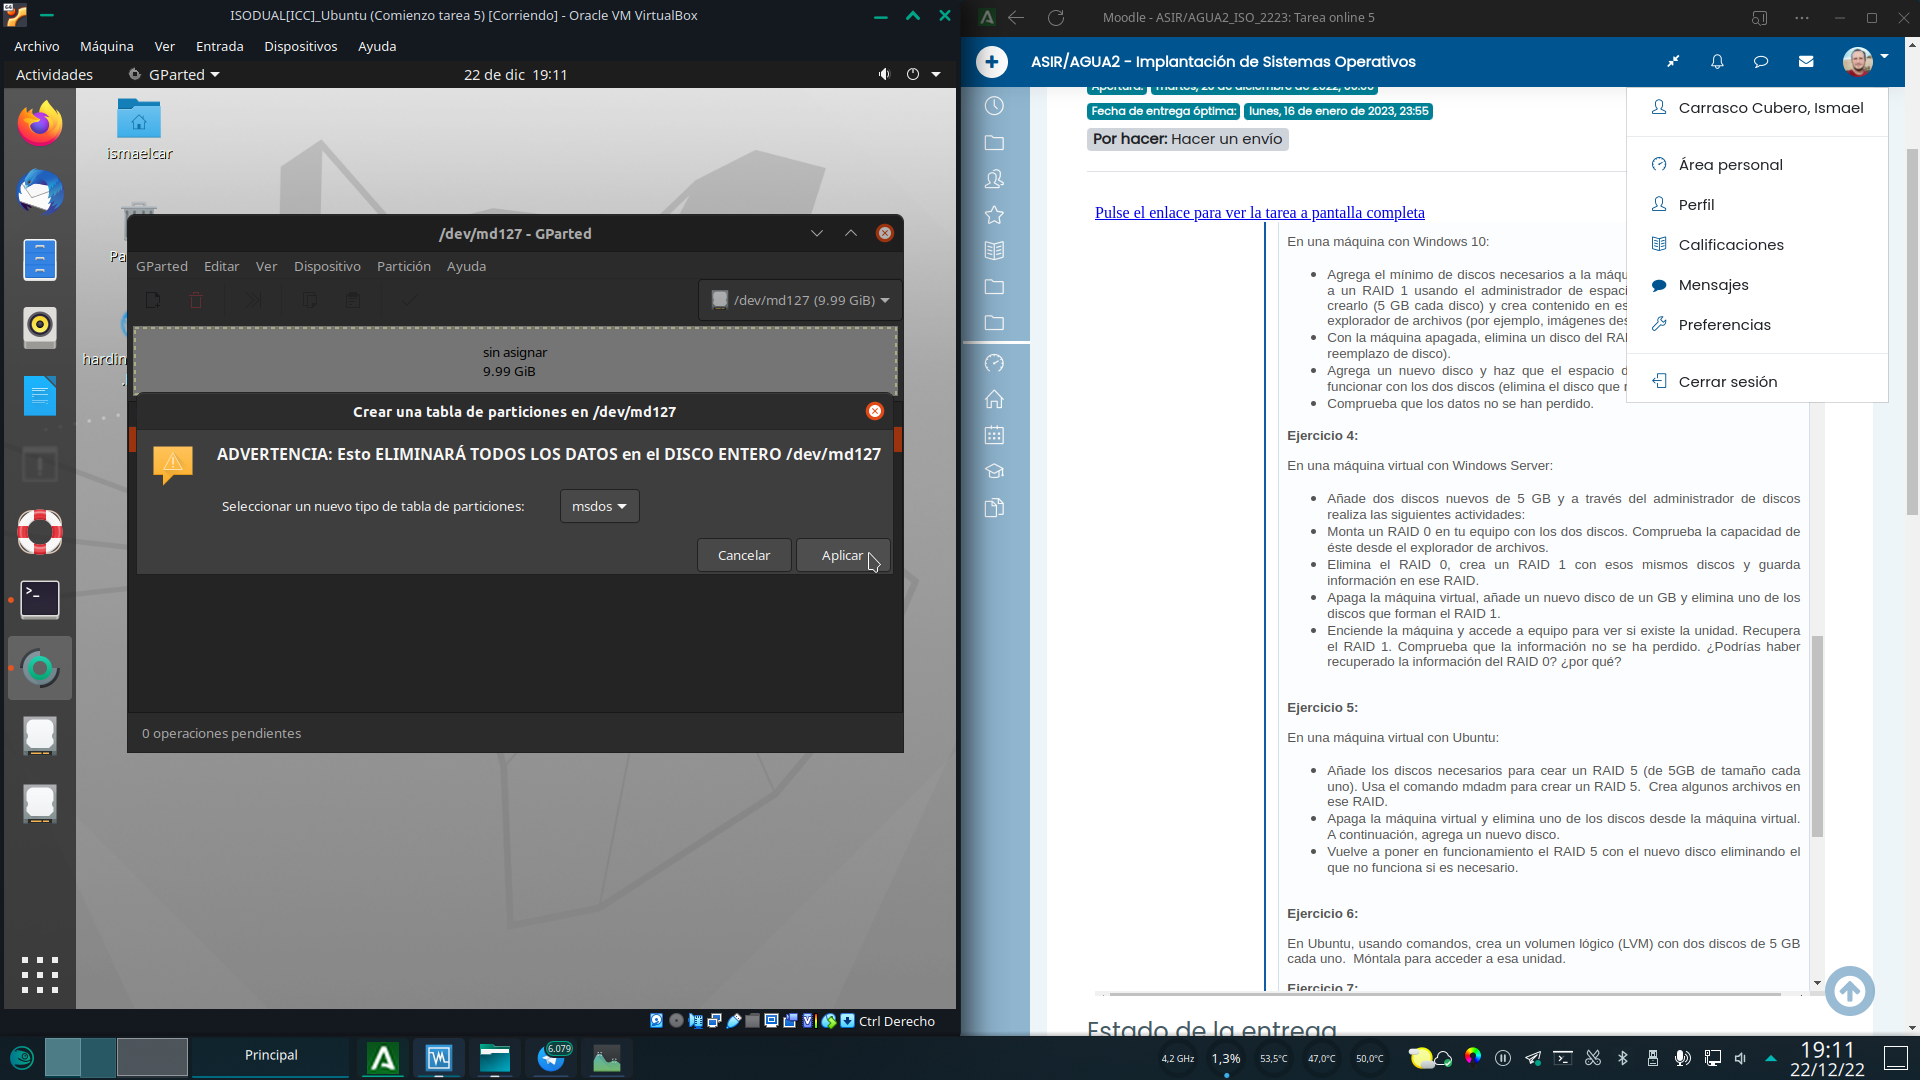 ISODUAL[ICC]_Ubuntu (Comienzo tarea 5) [Corriendo] - Oracle VM VirtualBox
Archivo Máquina Ver Entrada Dispositivos Ayuda
Actividades GParted 22 de dic 19:11
ismaelcar
Pa
hardin
/dev/md127 - GParted
GParted Editar Ver Dispositivo Partición Ayuda
/dev/md127 (9.99 GiB)
sin asignar
9.99 GiB
Crear una tabla de particiones en /dev/md127
ADVERTENCIA: Esto ELIMINARÁ TODOS LOS DATOS en el DISCO ENTERO /dev/md127
Seleccionar un nuevo tipo de tabla de particiones: msdos
Cancelar Aplicar
0 operaciones pendientes
Ctrl Derecho
Moodle - ASIR/AGUA2_ISO_2223: Tarea online 5
ASIR/AGUA2 - Implantación de Sistemas Operativos
Fecha de entrega óptima: lunes, 16 de enero de 2023, 23:55
Por hacer: Hacer un envío
Carrasco Cubero, Ismael
Área personal
Perfil
Calificaciones
Mensajes
Preferencias
Cerrar sesión
Pulse el enlace para ver la tarea a pantalla completa
En una máquina con Windows 10:
Agrega el mínimo de discos necesarios a la máqu
a un RAID 1 usando el administrador de espaci
crearlo (5 GB cada disco) y crea contenido en es
explorador de archivos (por ejemplo, imágenes des
Con la máquina apagada, elimina un disco del RAI
reemplazo de disco).
Agrega un nuevo disco y haz que el espacio d
funcionar con los dos discos (elimina el disco que
Comprueba que los datos no se han perdido.
Ejercicio 4:
En una máquina virtual con Windows Server:
Añade dos discos nuevos de 5 GB y a través del administrador de discos
realiza las siguientes actividades:
Monta un RAID 0 en tu equipo con los dos discos. Comprueba la capacidad de
éste desde el explorador de archivos.
Elimina el RAID 0, crea un RAID 1 con esos mismos discos y guarda
información en ese RAID.
Apaga la máquina virtual, añade un nuevo disco de un GB y elimina uno de los
discos que forman el RAID 1.
Enciende la máquina y accede a equipo para ver si existe la unidad. Recupera
el RAID 1. Comprueba que la información no se ha perdido. ¿Podrías haber
recuperado la información del RAID 0? ¿por qué?
Ejercicio 5:
En una máquina virtual con Ubuntu:
Añade los discos necesarios para cear un RAID 5 (de 5GB de tamaño cada
uno). Usa el comando mdadm para crear un RAID 5. Crea algunos archivos en
ese RAID.
Apaga la máquina virtual y elimina uno de los discos desde la máquina virtual.
A continuación, agrega un nuevo disco.
Vuelve a poner en funcionamiento el RAID 5 con el nuevo disco eliminando el
que no funciona si es necesario.
Ejercicio 6:
En Ubuntu, usando comandos, crea un volumen lógico (LVM) con dos discos de 5 GB
cada uno. Móntala para acceder a esa unidad.
Ejercicio 7:
Estado de la entrega
Principal 6.079 4,2 GHz 1,3% 53,5°C 47,0°C 50,0°C 19:11
22/12/22